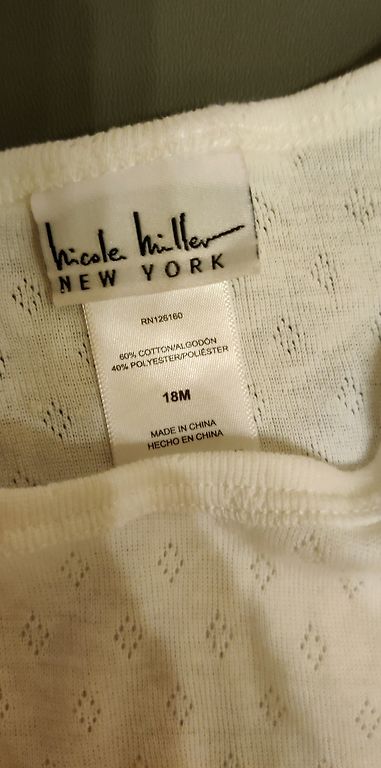 Nicole Miller
NEW YORK
RN126160
60% COTTON/ALGODÓN
40% POLYESTER/POLIÉSTER
18M
MADE IN CHINA
HECHO EN CHINA